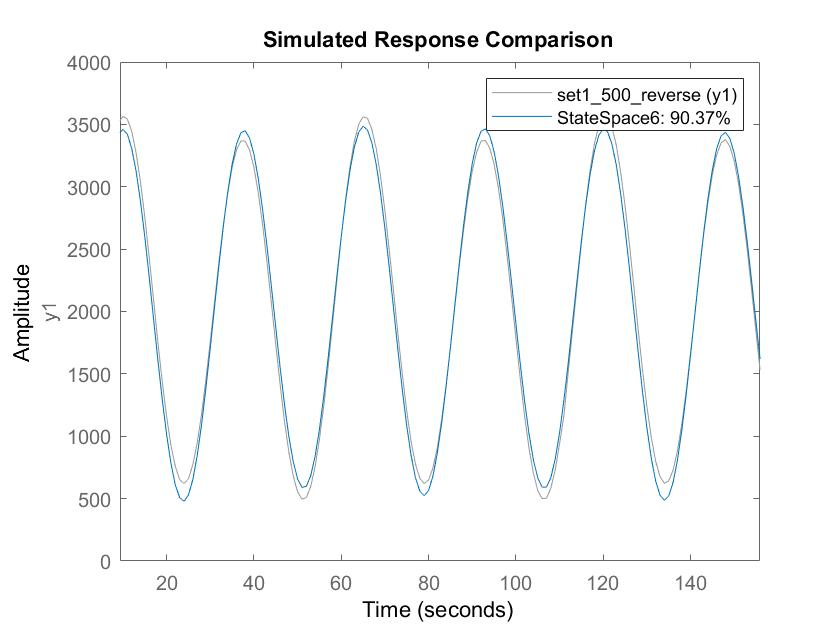 Simulated Response Comparison
set1_500_reverse (y1)
StateSpace6: 90.37%
4000
3500
3000
2500
2000
1500
1000
500
0
Amplitude
y1
20 40 60 80 100 120 140
Time (seconds)